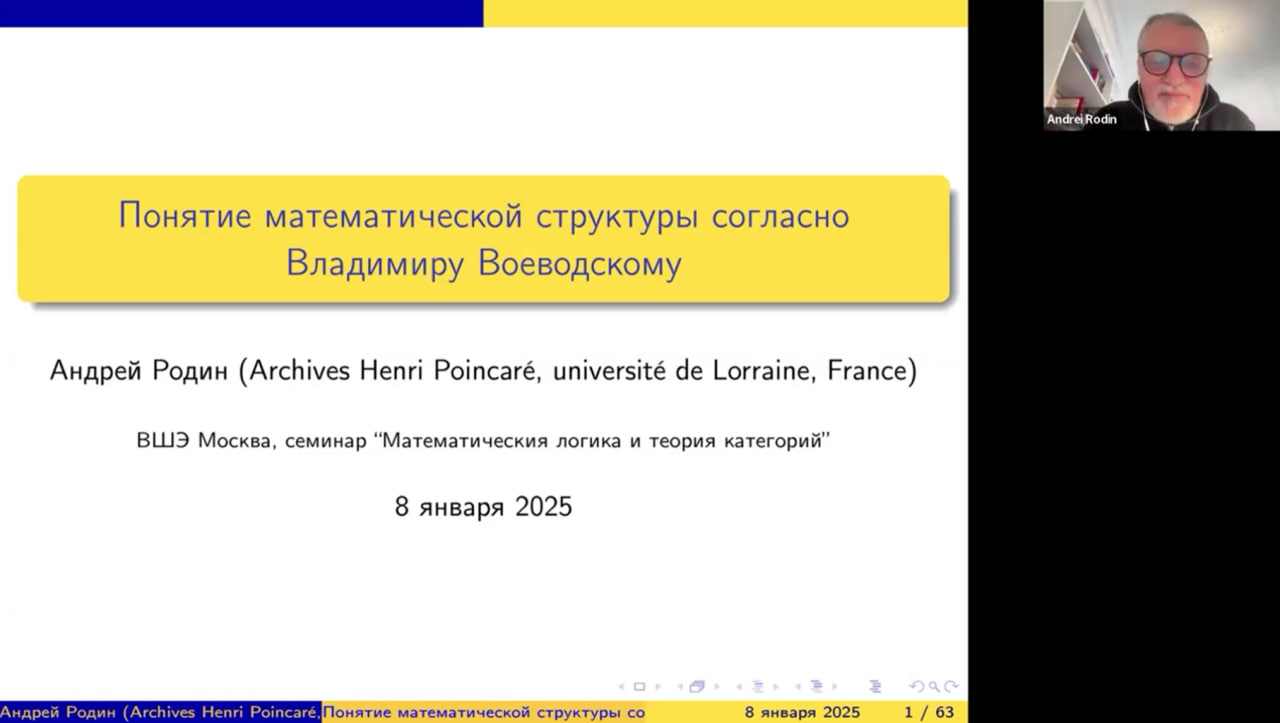 Andrei Rodin
Понятие математической структуры согласно
Владимиру Воеводскому
Андрей Родин (Archives Henri Poincaré, université de Lorraine, France)
ВШЭ Москва, семинар “Математическия логика и теория категорий”
8 января 2025
Андрей Родин (Archives Henri Poincaré, Понятие математической структуры со 8 января 2025 1 / 63